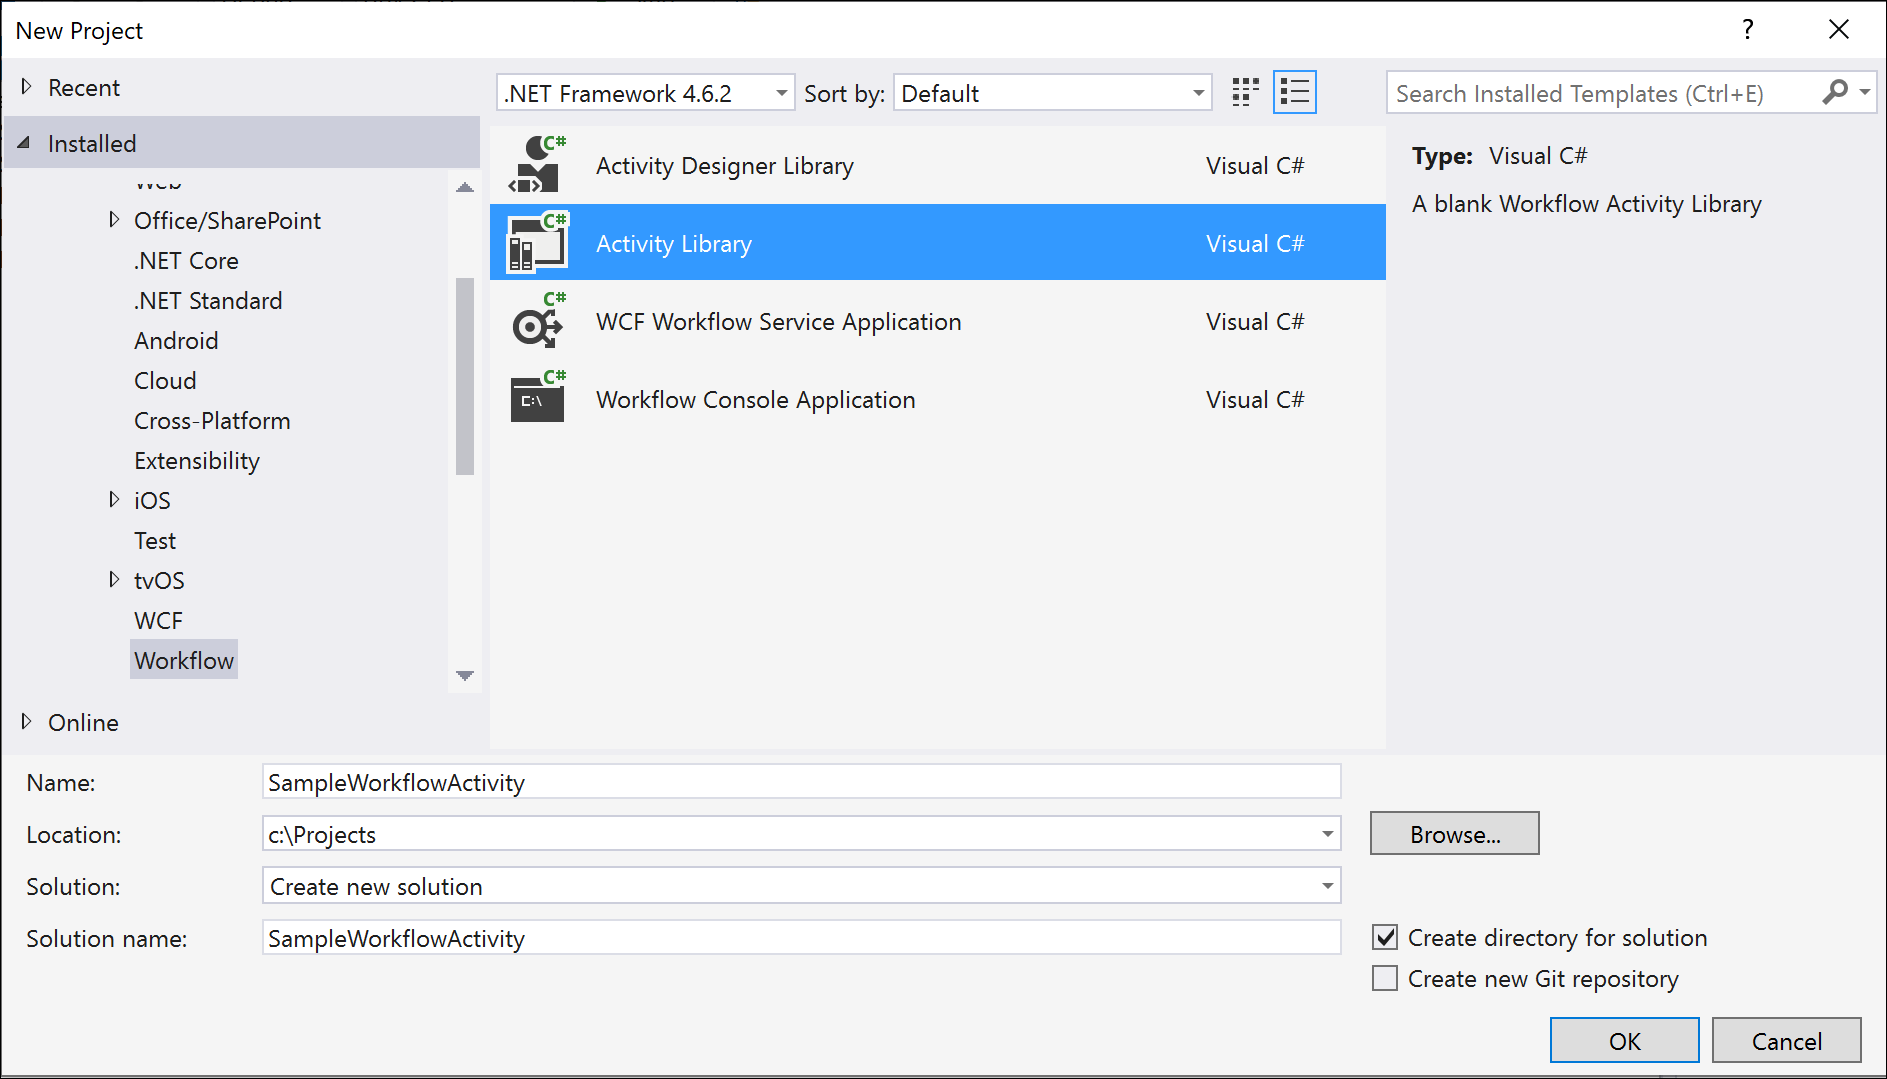 New Project
?
Recent
Installed
Web
Office/SharePoint
.NET Core
.NET Standard
Android
Cloud
Cross-Platform
Extensibility
iOS
Test
tvOS
WCF
Workflow
Online
.NET Framework 4.6.2
Sort by:
Default
Search Installed Templates (Ctrl+E)
C#
Activity Designer Library
Visual C#
C#
Activity Library
Visual C#
C#
WCF Workflow Service Application
Visual C#
C#
C:\
Workflow Console Application
Visual C#
Type: Visual C#
A blank Workflow Activity Library
Name:
SampleWorkflowActivity
Location:
c:\Projects
Browse...
Solution:
Create new solution
Solution name:
SampleWorkflowActivity
Create directory for solution
Create new Git repository
OK
Cancel